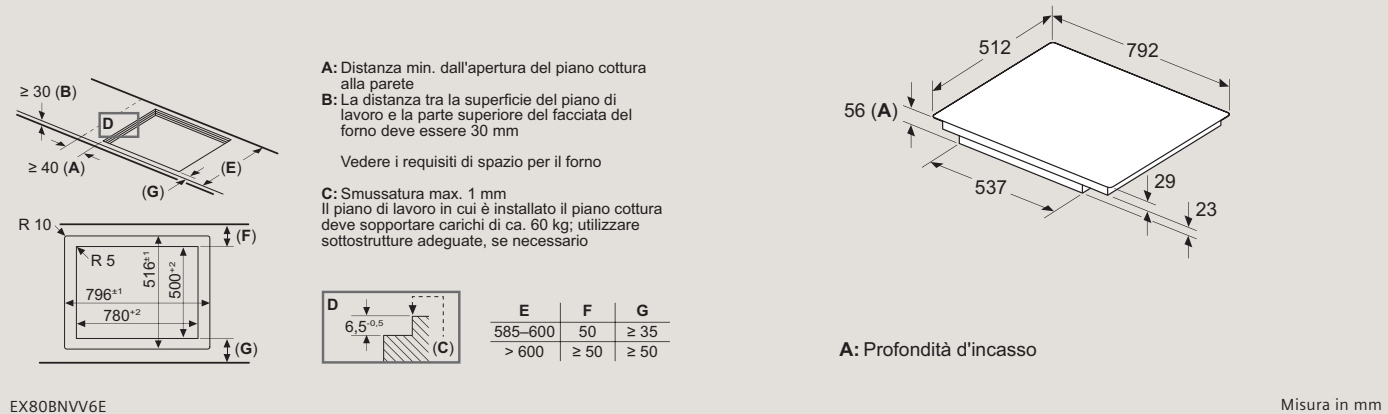 ≥ 30 (B)
D
≥ 40 (A)
(E)
(G)
R 10
(F)
R 5
516±1
500+2
796±1
780+2
(G)
A: Distanza min. dall'apertura del piano cottura
alla parete
B: La distanza tra la superficie del piano di
lavoro e la parte superiore del facciata del
forno deve essere 30 mm
Vedere i requisiti di spazio per il forno
C: Smussatura max. 1 mm
Il piano di lavoro in cui è installato il piano cottura
deve sopportare carichi di ca. 60 kg; utilizzare
sottostrutture adeguate, se necessario
D
6,5-0,5
(C)
E F G
585–600 50 ≥ 35
> 600 ≥ 50 ≥ 50
512
792
56 (A)
537
29
23
A: Profondità d'incasso
EX80BNVV6E
Misura in mm